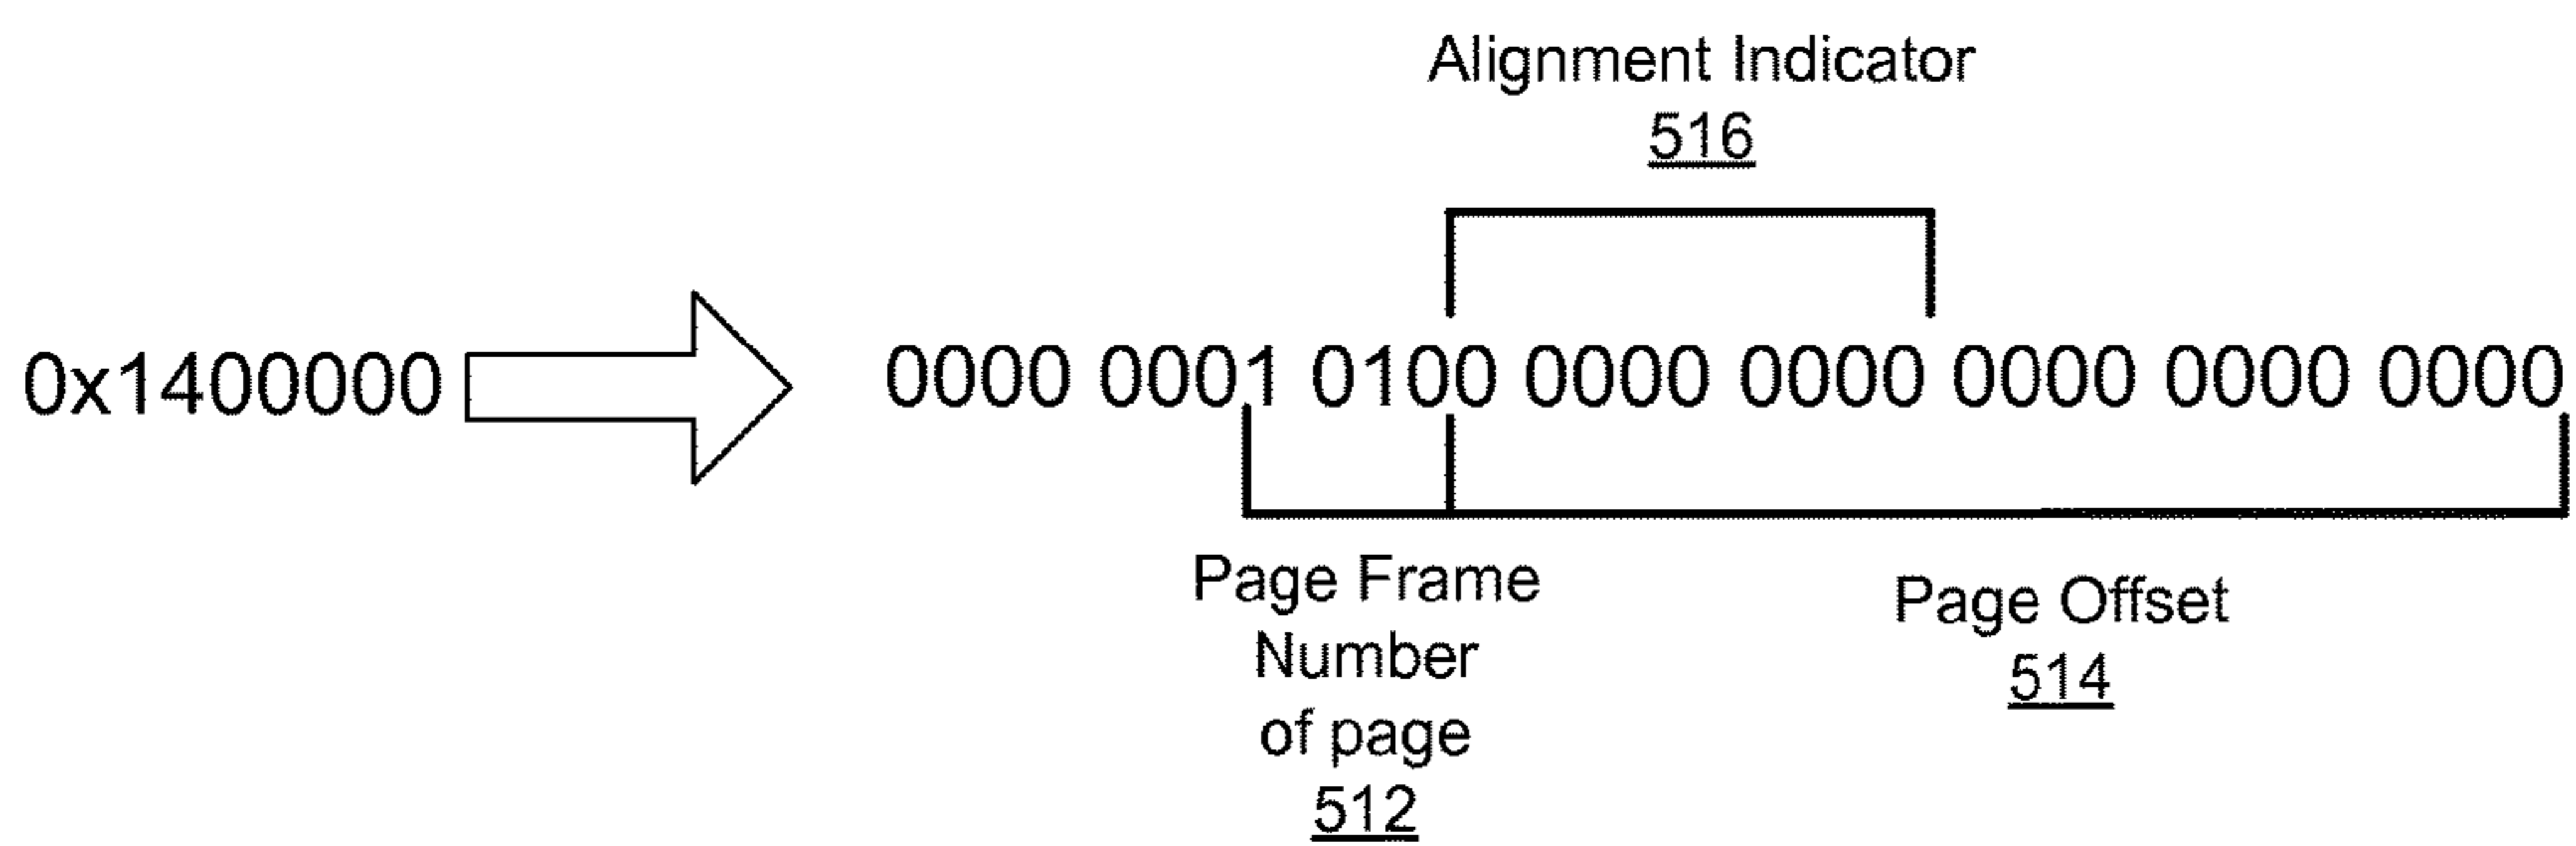 Alignment Indicator
516
0x1400000
0000 0001 0100 0000 0000 0000 0000 0000
Page Frame
Number
of page
512
Page Offset
514